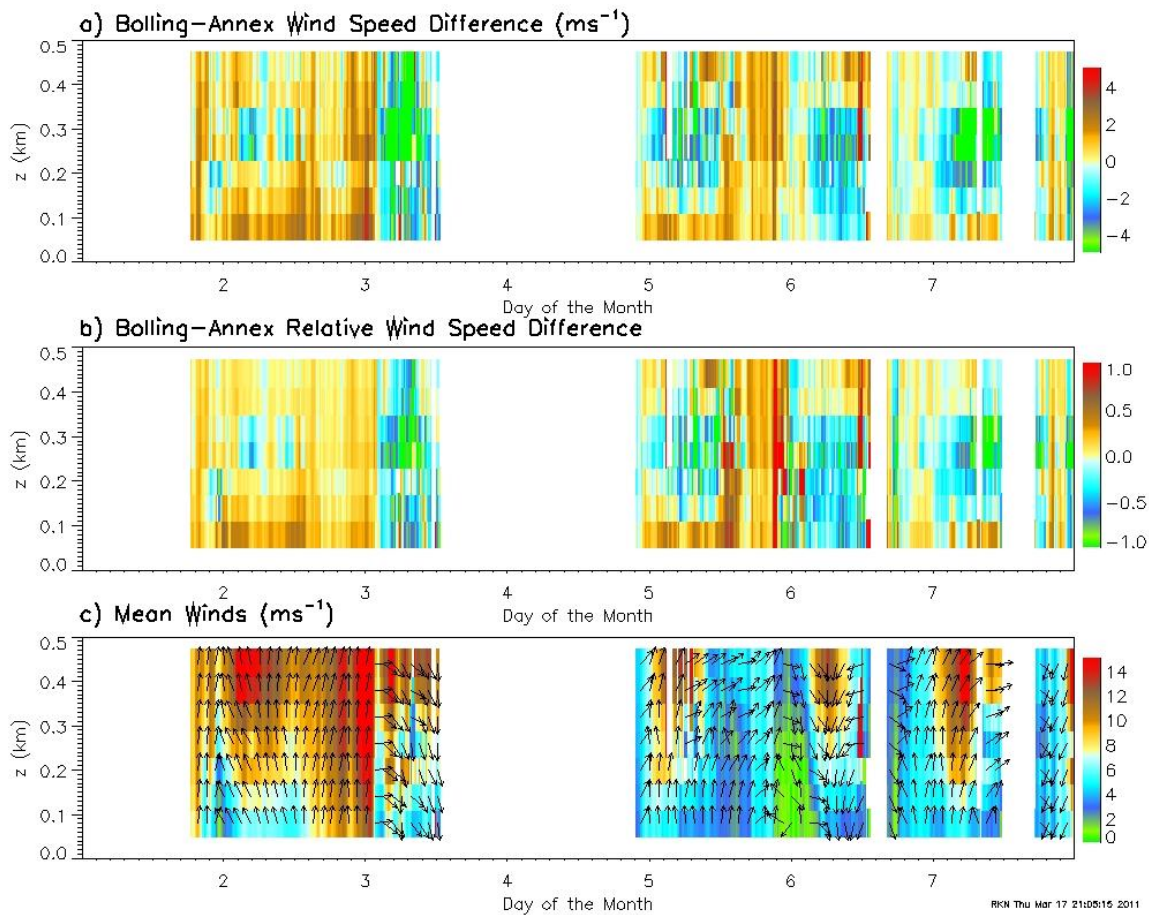 a) Bolling-Annex Wind Speed Difference (ms⁻¹)
0.5
0.4
0.3
0.2
0.1
0.0
z (km)
4
2
0
-2
-4
2 3 4 5 6 7
Day of the Month
b) Bolling-Annex Relative Wind Speed Difference
0.5
0.4
0.3
0.2
0.1
0.0
z (km)
1.0
0.5
0.0
-0.5
-1.0
2 3 4 5 6 7
Day of the Month
c) Mean Winds (ms⁻¹)
0.5
0.4
0.3
0.2
0.1
0.0
z (km)
14
12
10
8
6
4
2
0
2 3 4 5 6 7
Day of the Month
RKN Thu Mar 17 21:05:15 2011